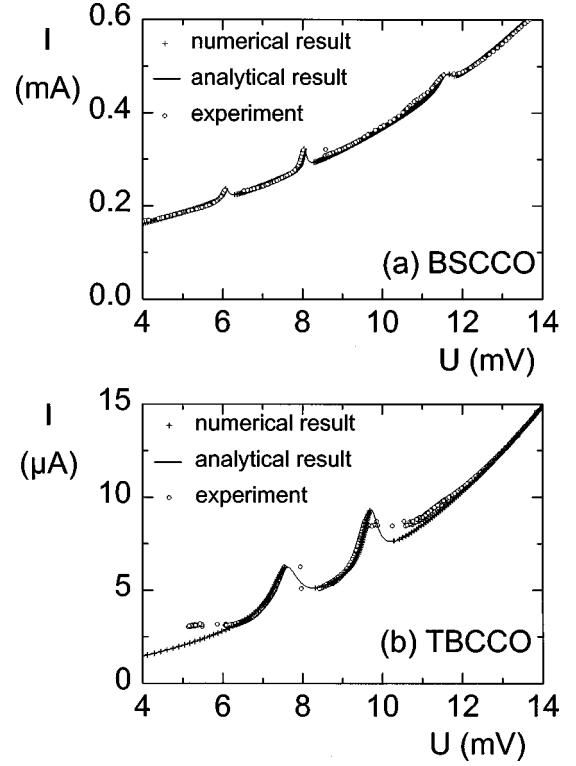 I
(mA)
0.6
0.4
0.2
0.0
+ numerical result
— analytical result
○ experiment
(a) BSCCO
4 6 8 10 12 14
U (mV)
I
(µA)
15
10
5
0
+ numerical result
— analytical result
○ experiment
(b) TBCCO
4 6 8 10 12 14
U (mV)